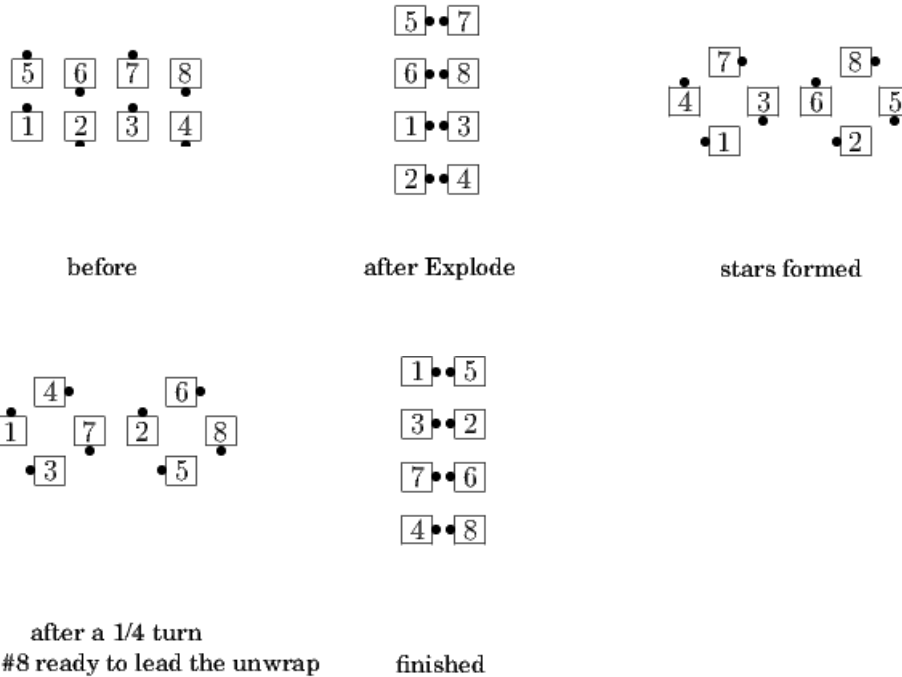 5 7
5 6 7 8
6 8
7 8
4 3 6 5
1 2 3 4
1 3
1 2
2 4
before
after Explode
stars formed
1 5
4 6
1 7 2 8
3 2
3 5
7 6
4 8
after a 1/4 turn
#8 ready to lead the unwrap
finished